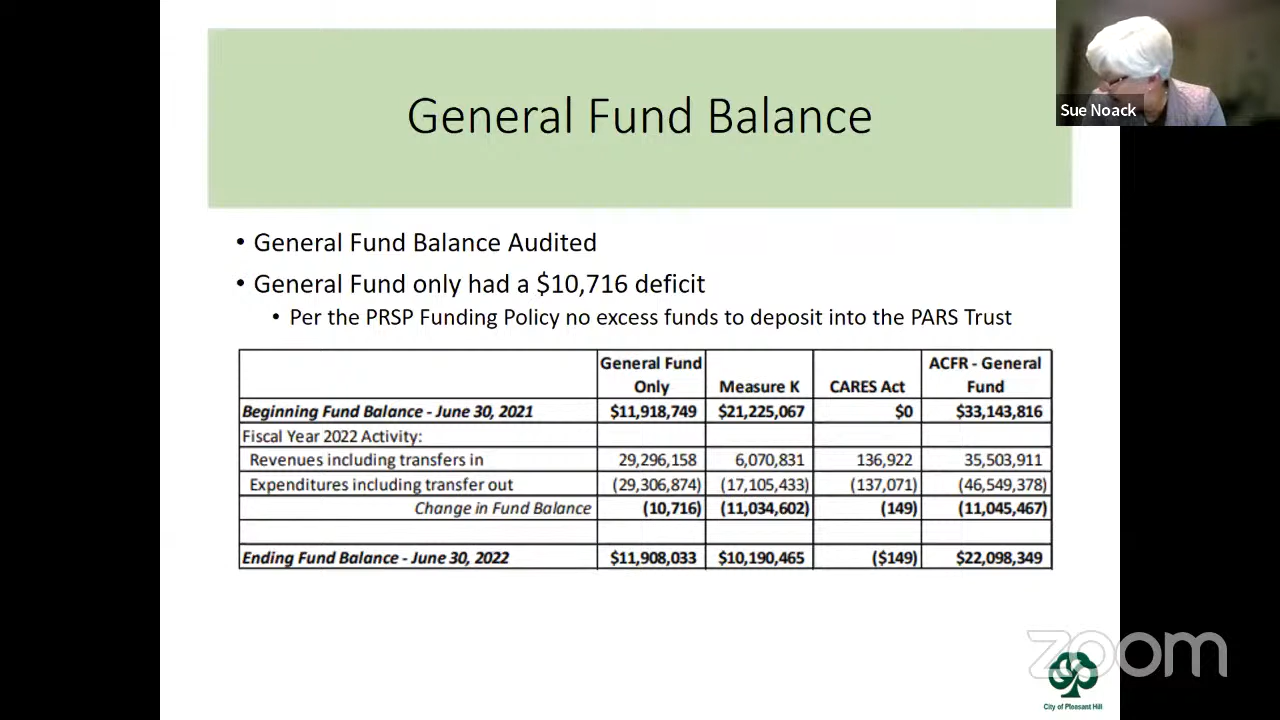 General Fund Balance
Sue Noack
• General Fund Balance Audited
• General Fund only had a $10,716 deficit
• Per the PRSP Funding Policy no excess funds to deposit into the PARS Trust
General Fund Only Measure K CARES Act ACFR - General Fund
Beginning Fund Balance - June 30, 2021 $11,918,749 $21,225,067 $0 $33,143,816
Fiscal Year 2022 Activity:
Revenues including transfers in 29,296,158 6,070,831 136,922 35,503,911
Expenditures including transfer out (29,306,874) (17,105,433) (137,071) (46,549,378)
Change in Fund Balance (10,716) (11,034,602) (149) (11,045,467)
Ending Fund Balance - June 30, 2022 $11,908,033 $10,190,465 ($149) $22,098,349
zoom
City of Pleasant Hill